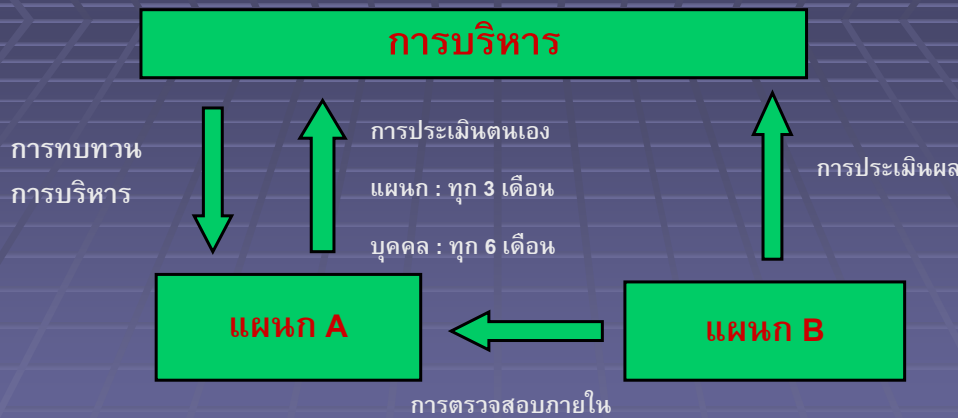 การบริหาร
การทบทวน
การบริหาร
การประเมินตนเอง
แผนก : ทุก 3 เดือน
บุคคล : ทุก 6 เดือน
การประเมินผล
แผนก A
แผนก B
การตรวจสอบภายใน